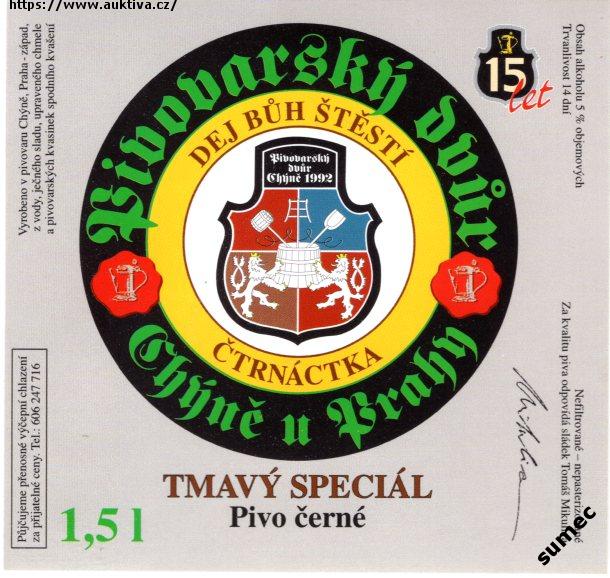 https://www.auktiva.cz/
Pivovarský dvůr
DEJ BŮH ŠTĚSTÍ
Pivovarský
dvůr
Chýně 1992
ČTRNÁCTKA
Chýně u Prahy
15
let
Obsah alkoholu 5 % objemových
Trvanlivost 14 dní
Vyrobeno v pivovaru Chýně, Praha - západ,
z vody, ječného sladu, upraveného chmele
a pivovarských kvasinek spodního kvašení
Půjčujeme přenosné výčepní chlazení
za přijatelné ceny. Tel.: 606 247 716
Nefiltrované – nepasterizované
Za kvalitu piva odpovídá sládek Tomáš
TMAVÝ SPECIÁL
Pivo černé
1,5 l
sumec